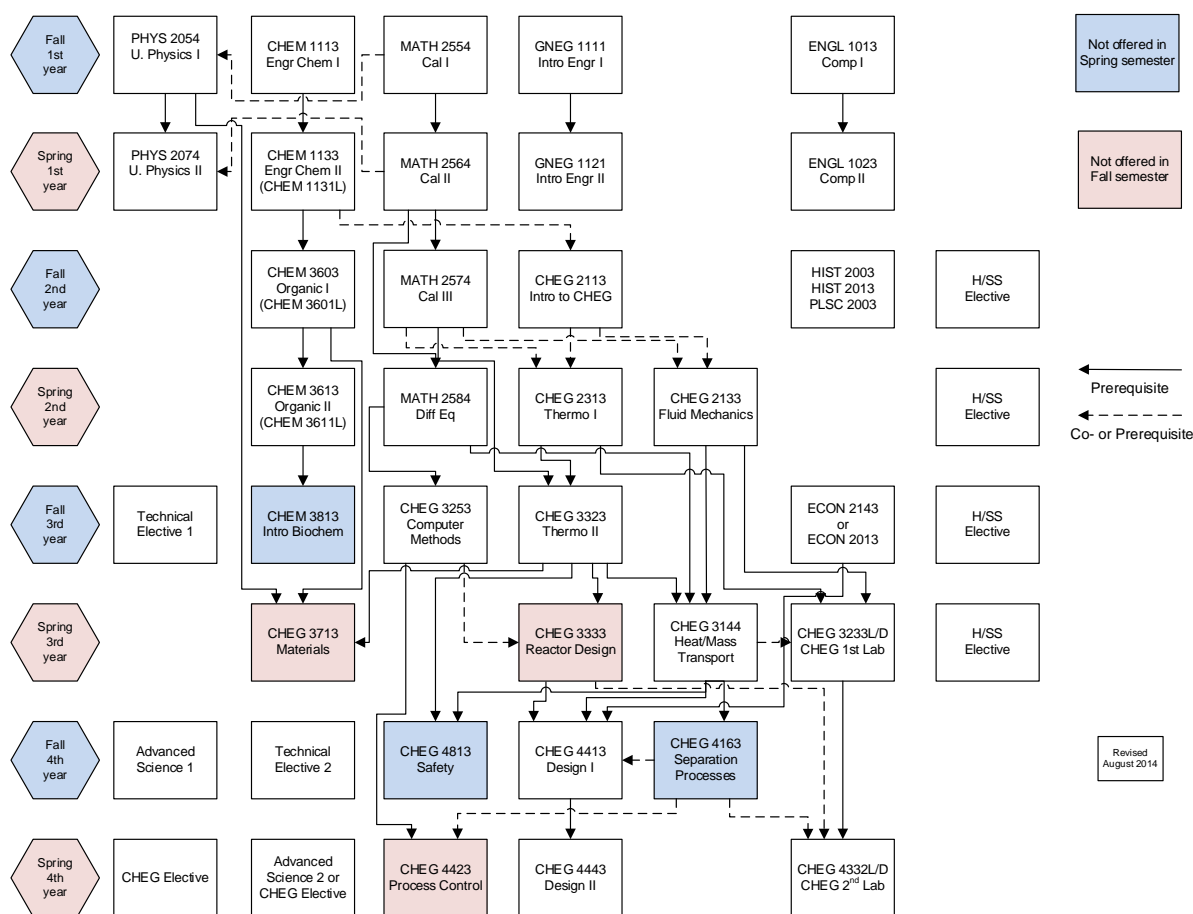 Fall
1st
year
PHYS 2054
U. Physics I
CHEM 1113
Engr Chem I
MATH 2554
Cal I
GNEG 1111
Intro Engr I
ENGL 1013
Comp I
Not offered in
Spring semester
Spring
1st
year
PHYS 2074
U. Physics II
CHEM 1133
Engr Chem II
(CHEM 1131L)
MATH 2564
Cal II
GNEG 1121
Intro Engr II
ENGL 1023
Comp II
Not offered in
Fall semester
Fall
2nd
year
CHEM 3603
Organic I
(CHEM 3601L)
MATH 2574
Cal III
CHEG 2113
Intro to CHEG
HIST 2003
HIST 2013
PLSC 2003
H/SS
Elective
Spring
2nd
year
CHEM 3613
Organic II
(CHEM 3611L)
MATH 2584
Diff Eq
CHEG 2313
Thermo I
CHEG 2133
Fluid Mechanics
H/SS
Elective
Prerequisite
Co- or Prerequisite
Fall
3rd
year
Technical
Elective 1
CHEM 3813
Intro Biochem
CHEG 3253
Computer
Methods
CHEG 3323
Thermo II
ECON 2143
or
ECON 2013
H/SS
Elective
Spring
3rd
year
CHEG 3713
Materials
CHEG 3333
Reactor Design
CHEG 3144
Heat/Mass
Transport
CHEG 3233L/D
CHEG 1st Lab
H/SS
Elective
Fall
4th
year
Advanced
Science 1
Technical
Elective 2
CHEG 4813
Safety
CHEG 4413
Design I
CHEG 4163
Separation
Processes
Revised
August 2014
Spring
4th
year
CHEG Elective
Advanced
Science 2 or
CHEG Elective
CHEG 4423
Process Control
CHEG 4443
Design II
CHEG 4332L/D
CHEG 2nd Lab